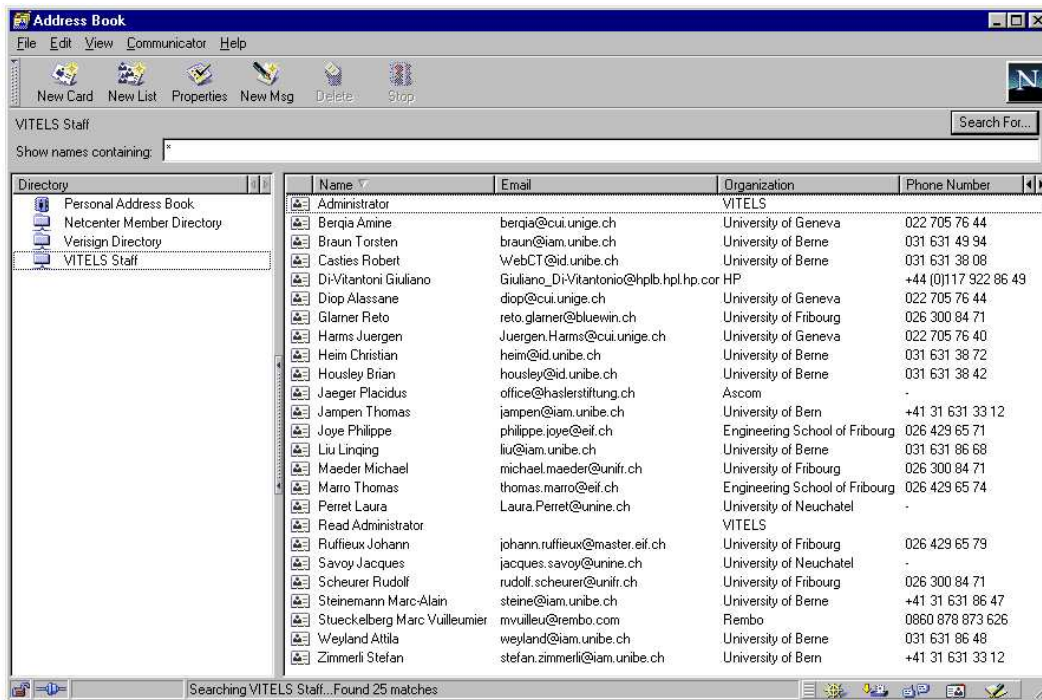 Address Book
File Edit View Communicator Help
New Card New List Properties New Msg Delete Stop
N
VITELS Staff Search For...
Show names containing: *
Directory Name Email Organization Phone Number
Personal Address Book
Netcenter Member Directory
Verisign Directory
VITELS Staff
Administrator VITELS
Berqia Amine berqia@cui.unige.ch University of Geneva 022 705 76 44
Braun Torsten braun@iam.unibe.ch University of Berne 031 631 49 94
Casties Robert WebCT@id.unibe.ch University of Berne 031 631 38 08
Di-Vitantoni Giuliano Giuliano_Di-Vitantonio@hplb.hpl.hp.cor HP +44 (0)117 922 86 49
Diop Alassane diop@cui.unige.ch University of Geneva 022 705 76 44
Glarner Reto reto.glarner@bluewin.ch University of Fribourg 026 300 84 71
Harms Juergen Juergen.Harms@cui.unige.ch University of Geneva 022 705 76 40
Heim Christian heim@id.unibe.ch University of Berne 031 631 38 72
Housley Brian housley@id.unibe.ch University of Berne 031 631 38 42
Jaeger Placidus office@haslerstiftung.ch Ascom -
Jampen Thomas jampen@iam.unibe.ch University of Bern +41 31 631 33 12
Joye Philippe philippe.joye@eif.ch Engineering School of Fribourg 026 429 65 71
Liu Linqing liu@iam.unibe.ch University of Berne 031 631 86 68
Maeder Michael michael.maeder@unifr.ch University of Fribourg 026 300 84 71
Marro Thomas thomas.marro@eif.ch Engineering School of Fribourg 026 429 65 74
Perret Laura Laura.Perret@unine.ch University of Neuchatel -
Read Administrator VITELS
Ruffieux Johann johann.ruffieux@master.eif.ch University of Fribourg 026 429 65 79
Savoy Jacques jacques.savoy@unine.ch University of Neuchatel -
Scheurer Rudolf rudolf.scheurer@unifr.ch University of Fribourg 026 300 84 71
Steinemann Marc-Alain steine@iam.unibe.ch University of Berne +41 31 631 86 47
Stueckelberg Marc Vuilleumier mvuilleu@rembo.com Rembo 0860 878 873 626
Weyland Attila weyland@iam.unibe.ch University of Berne 031 631 86 48
Zimmerli Stefan stefan.zimmerli@iam.unibe.ch University of Bern +41 31 631 33 12
Searching VITELS Staff...Found 25 matches